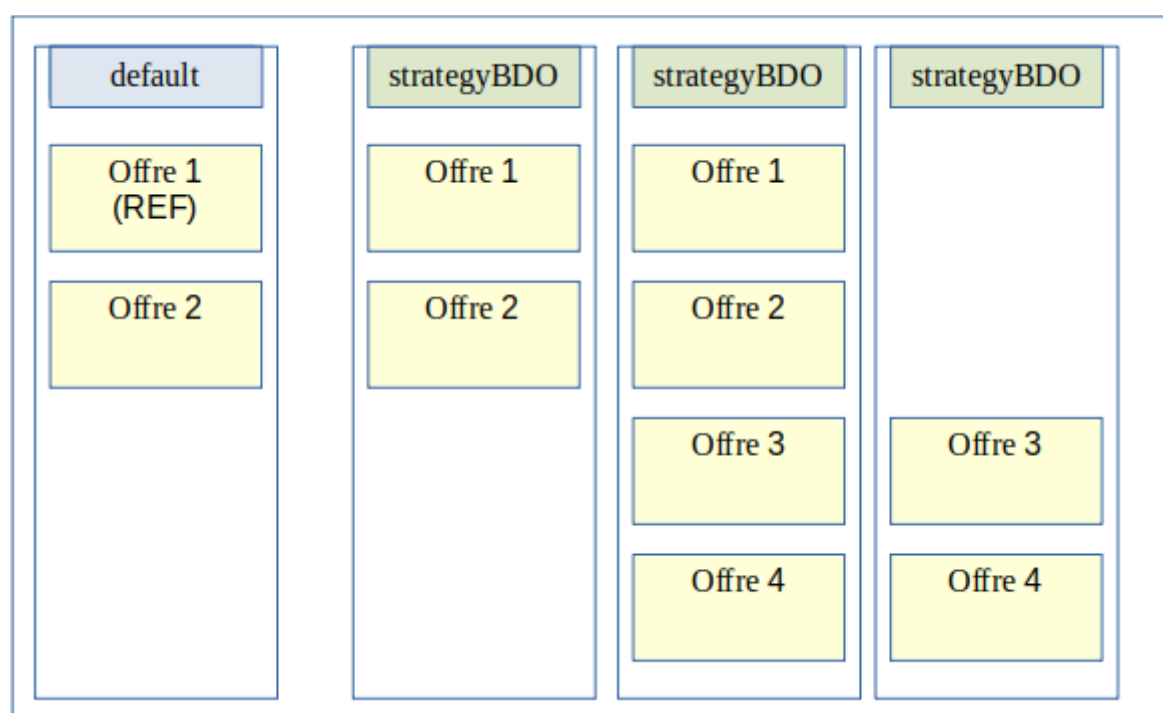 default
strategyBDO
strategyBDO
strategyBDO
Offre 1
(REF)
Offre 1
Offre 1
Offre 2
Offre 2
Offre 2
Offre 3
Offre 3
Offre 4
Offre 4